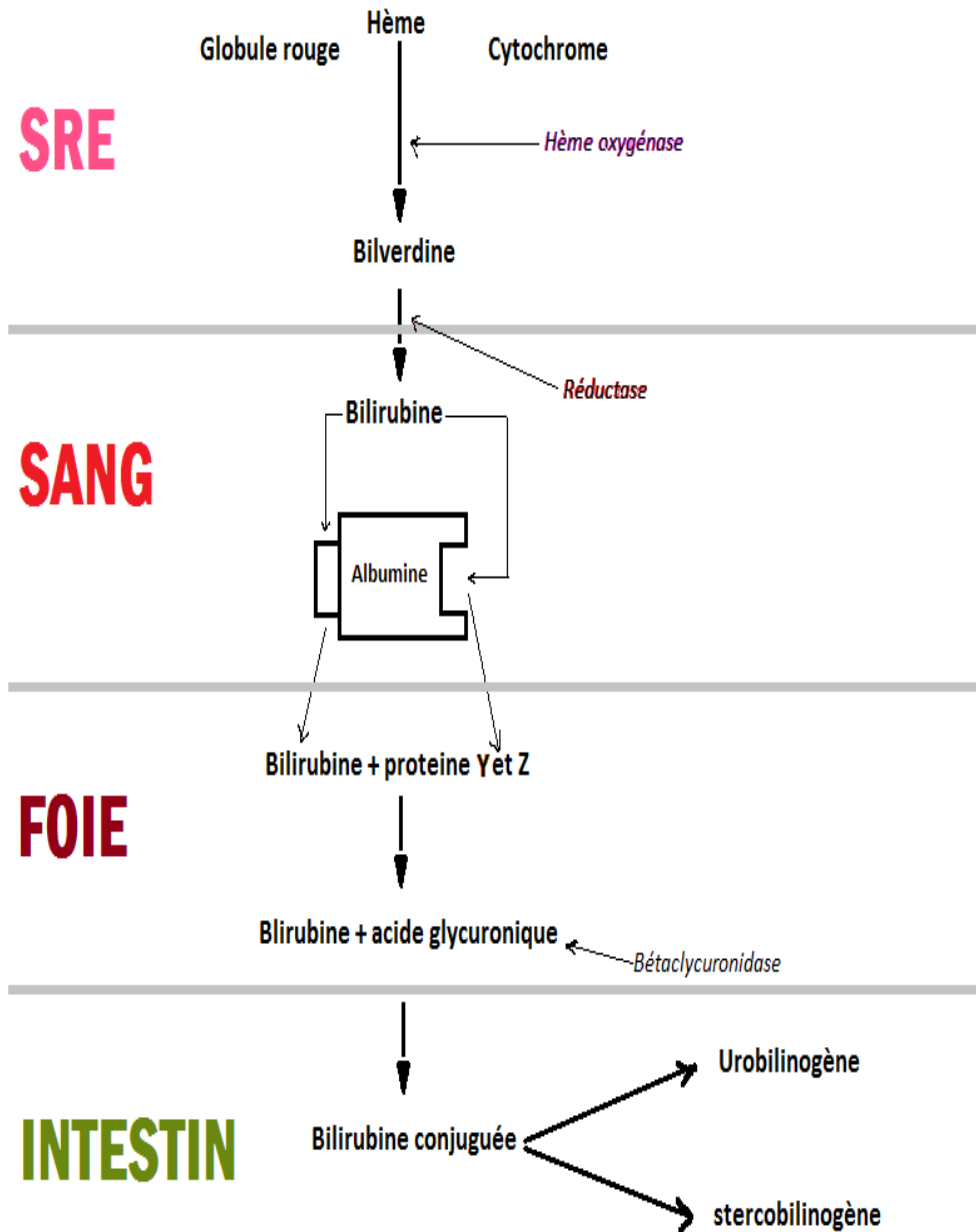 Hème
Globule rouge
Cytochrome
SRE
Hème oxygénase
Bilverdine
Réductase
Bilirubine
SANG
Albumine
Bilirubine + proteine Y et Z
FOIE
Blirubine + acide glycuronique
Bétaclycuronidase
Urobilinogène
Bilirubine conjuguée
INTESTIN
stercobilinogène